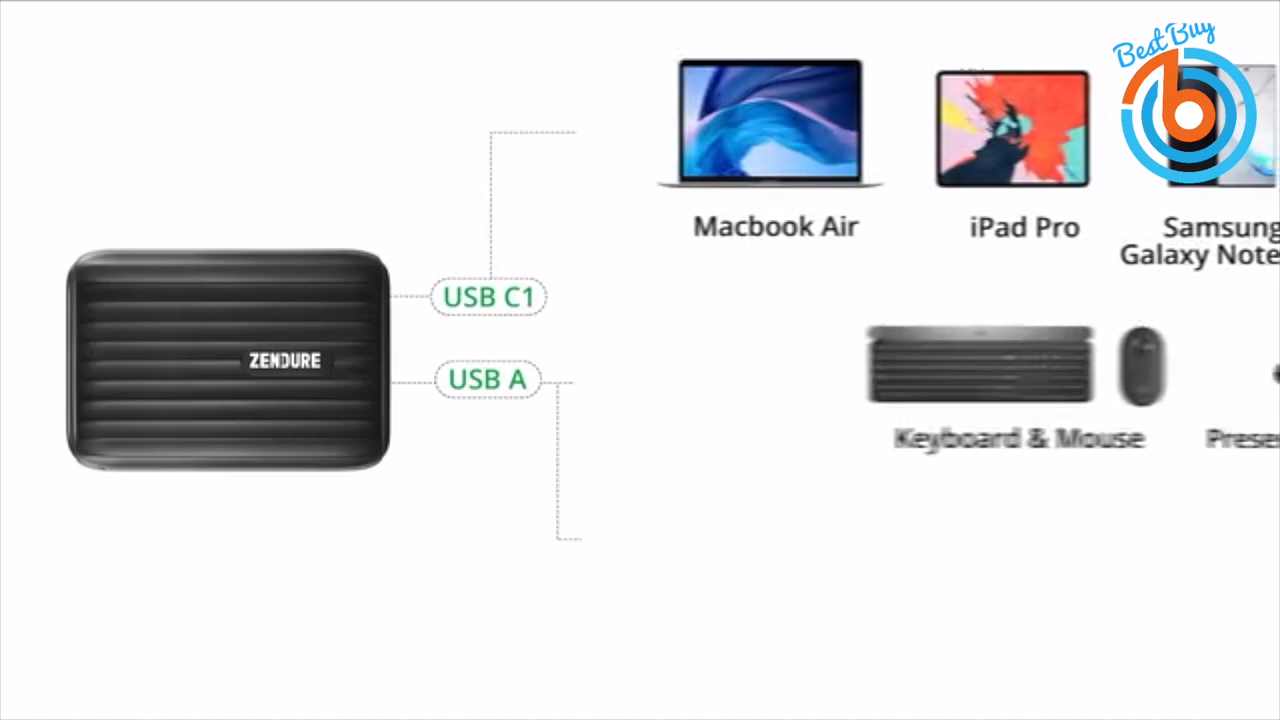 Best Buy
Macbook Air
iPad Pro
Samsung
Galaxy Note
USB C1
ZENDURE
USB A
Keyboard & Mouse